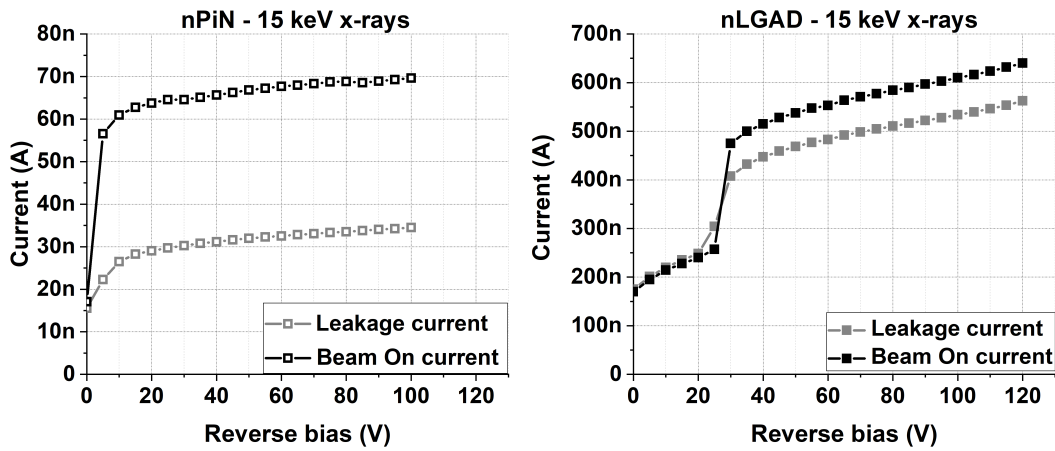 nPiN - 15 keV x-rays
80n
70n
60n
50n
40n
30n
20n
10n
0
Current (A)
0 20 40 60 80 100 120
Reverse bias (V)
Leakage current
Beam On current
nLGAD - 15 keV x-rays
700n
600n
500n
400n
300n
200n
100n
0
Current (A)
0 20 40 60 80 100 120
Reverse bias (V)
Leakage current
Beam On current